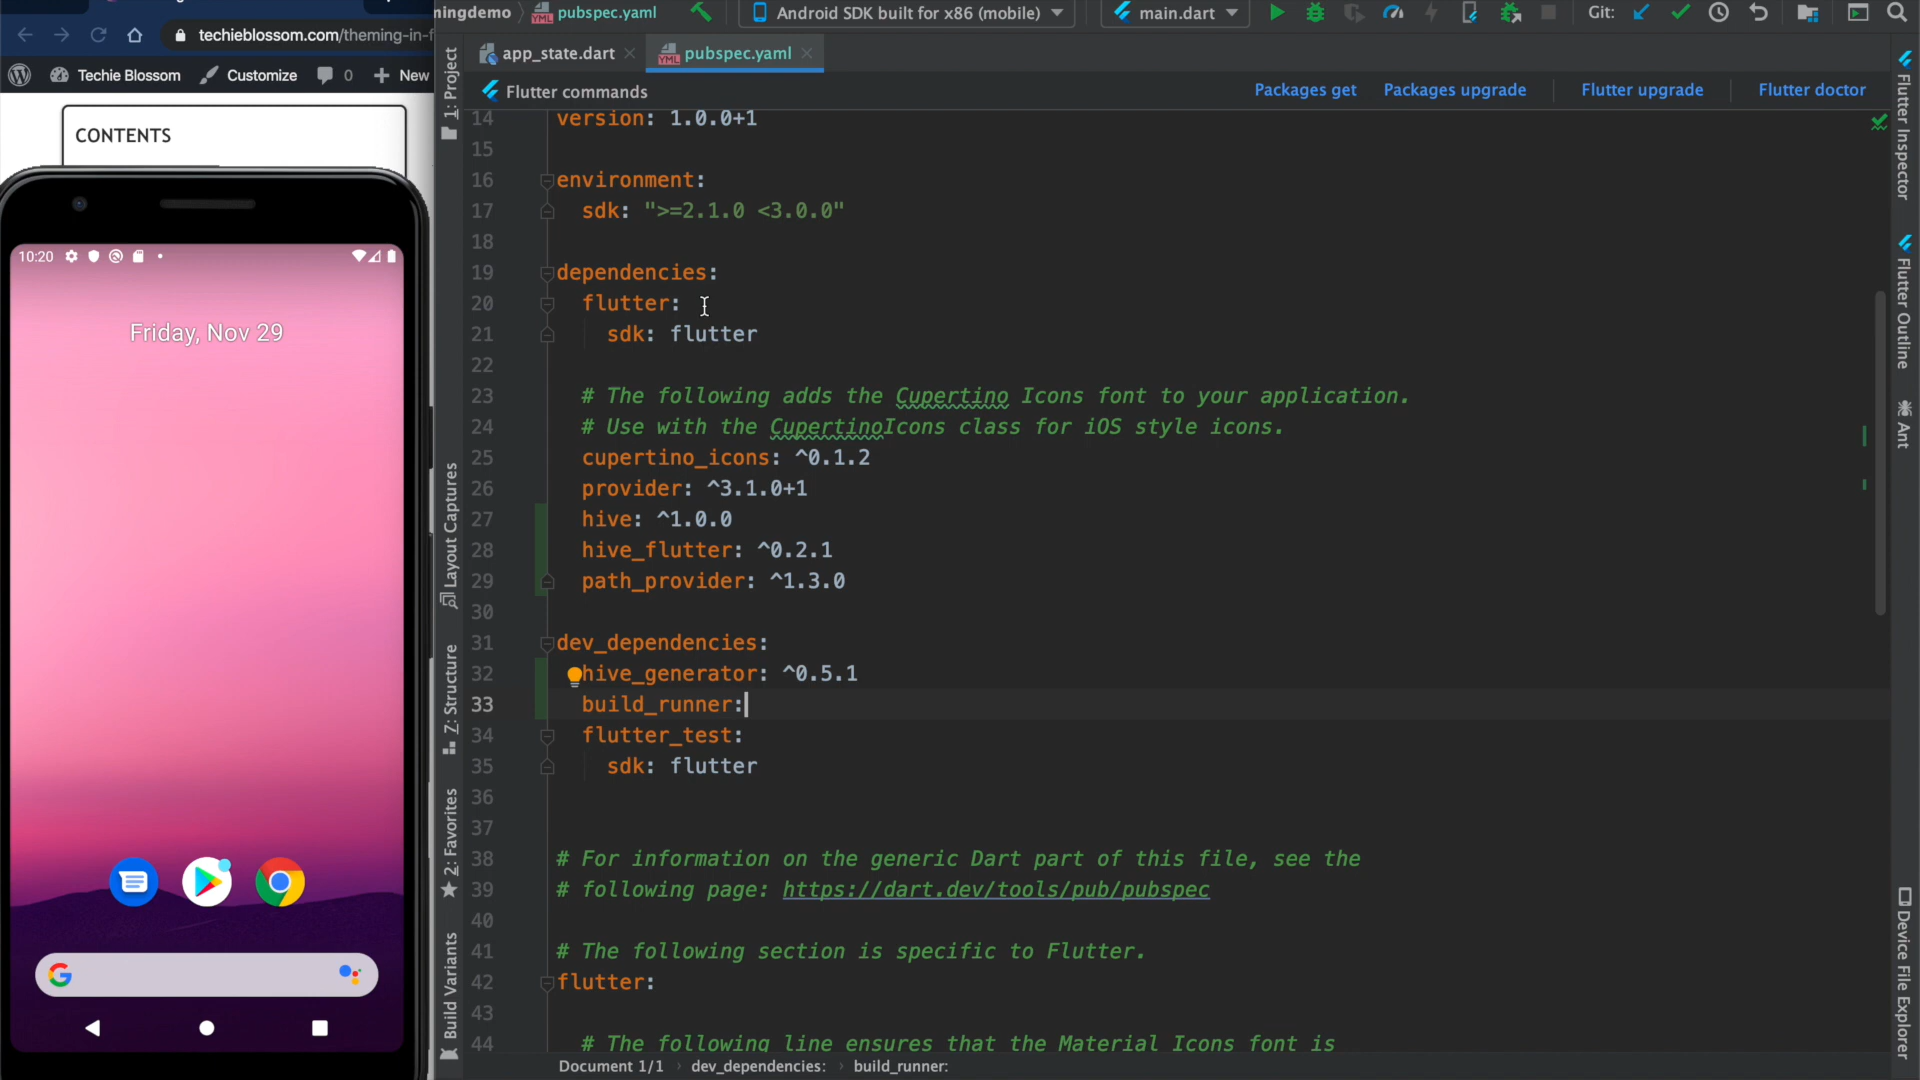 techieblossom.com/theming-in-f
Techie Blossom
Customize
0
New
CONTENTS
10:20
Friday, Nov 29
mingdemo
pubspec.yaml
Android SDK built for x86 (mobile)
main.dart
Git:
app_state.dart
pubspec.yaml
Flutter commands
Packages get
Packages upgrade
Flutter upgrade
Flutter doctor
14 version: 1.0.0+1
15
16 environment:
17 sdk: ">=2.1.0 <3.0.0"
18
19 dependencies:
20 flutter:
21 sdk: flutter
22
23 # The following adds the Cupertino Icons font to your application.
24 # Use with the CupertinoIcons class for iOS style icons.
25 cupertino_icons: ^0.1.2
26 provider: ^3.1.0+1
27 hive: ^1.0.0
28 hive_flutter: ^0.2.1
29 path_provider: ^1.3.0
30
31 dev_dependencies:
32 hive_generator: ^0.5.1
33 build_runner:
34 flutter_test:
35 sdk: flutter
36
37
38 # For information on the generic Dart part of this file, see the
39 # following page: https://dart.dev/tools/pub/pubspec
40
41 # The following section is specific to Flutter.
42 flutter:
43
44 # The following line ensures that the Material Icons font is
Document 1/1 › dev_dependencies: › build_runner:
1: Project
Layout Captures
Z: Structure
2: Favorites
Build Variants
Flutter Inspector
Flutter Outline
Ant
Device File Explorer